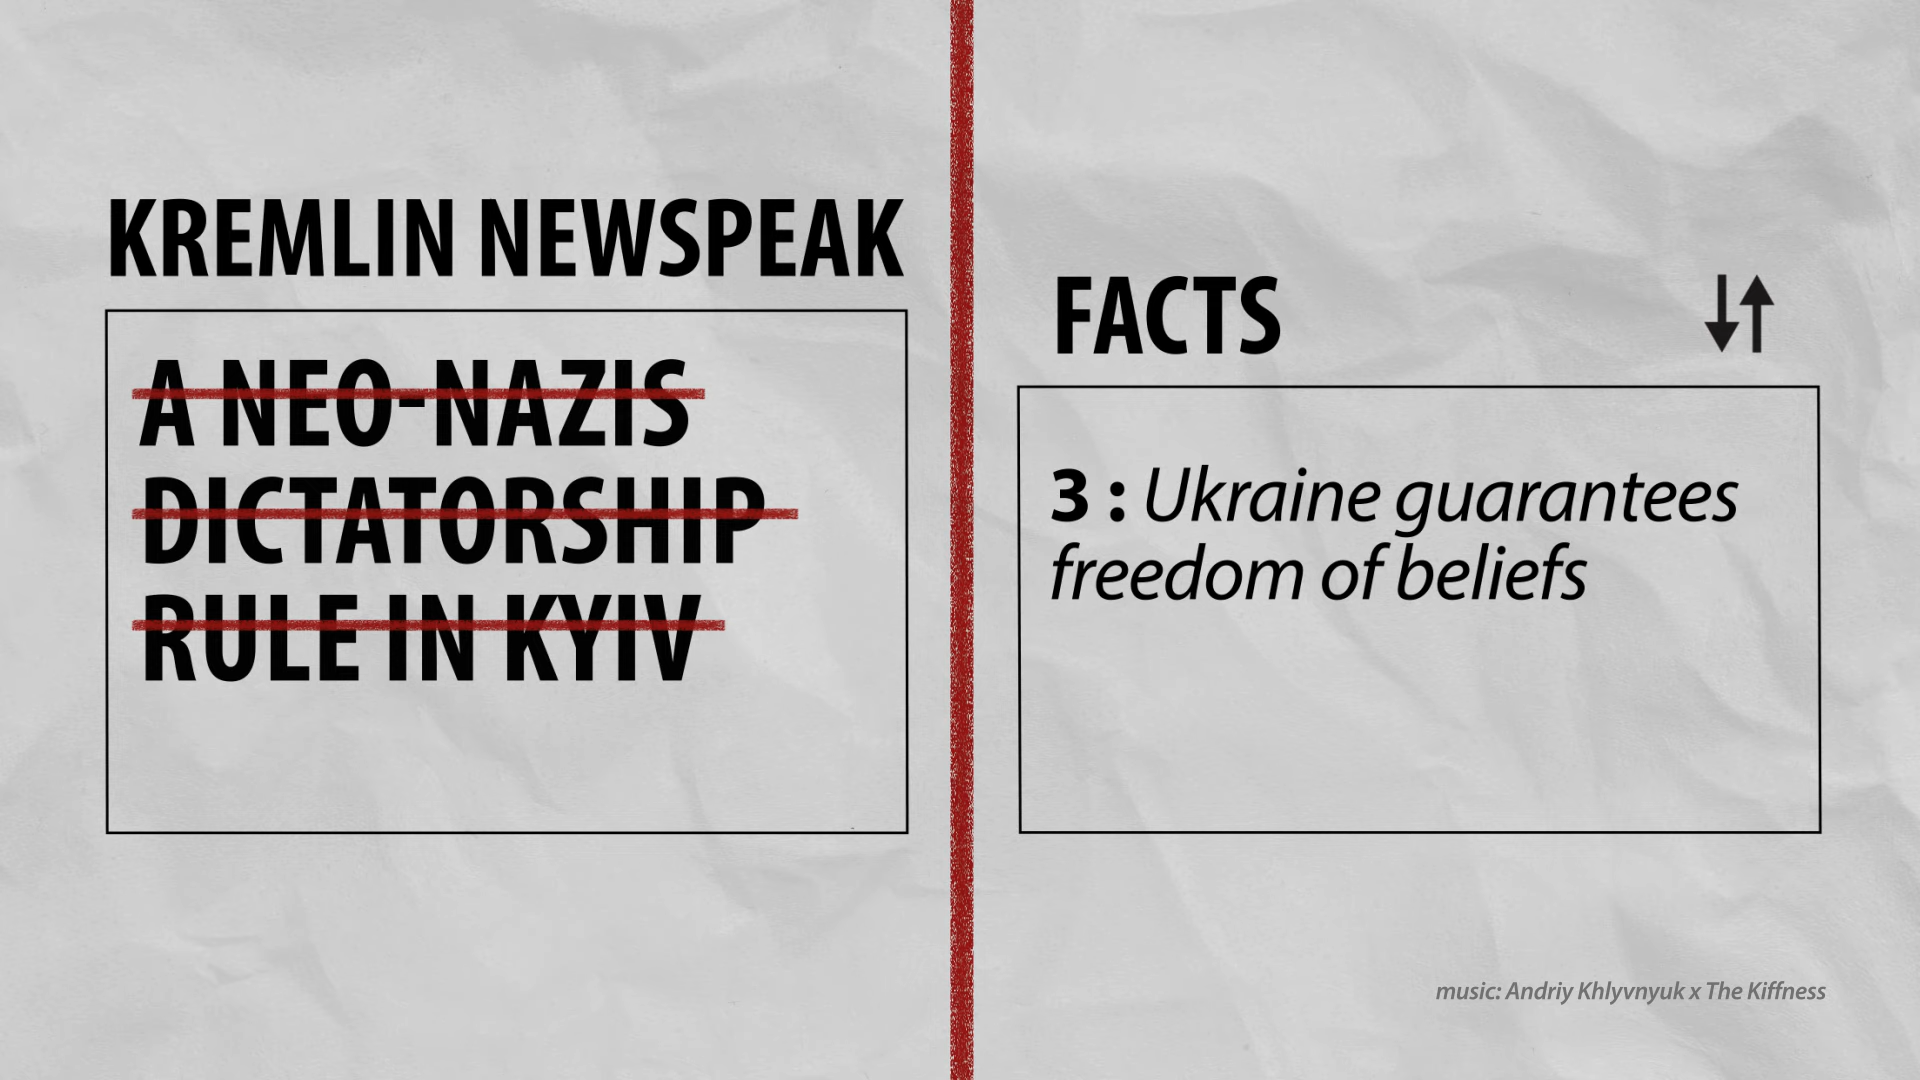 KREMLIN NEWSPEAK
A NEO-NAZIS
DICTATORSHIP
RULE IN KYIV
FACTS
3 : Ukraine guarantees
freedom of beliefs
music: Andriy Khlyvnyuk x The Kiffness